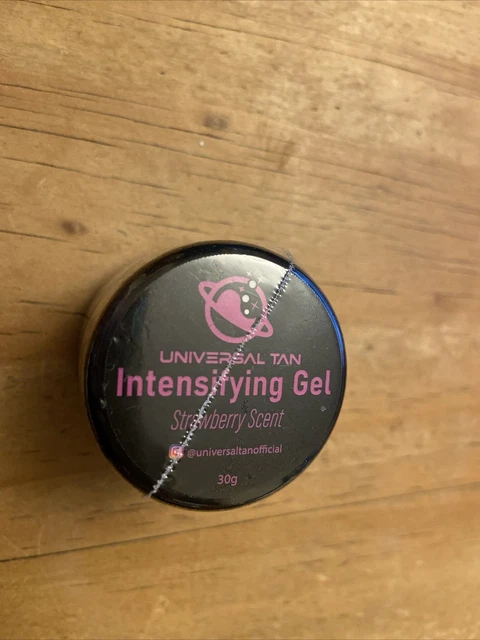 UNIVERSAL TAN
Intensifying Gel
Strawberry Scent
@universaltanofficial
30g